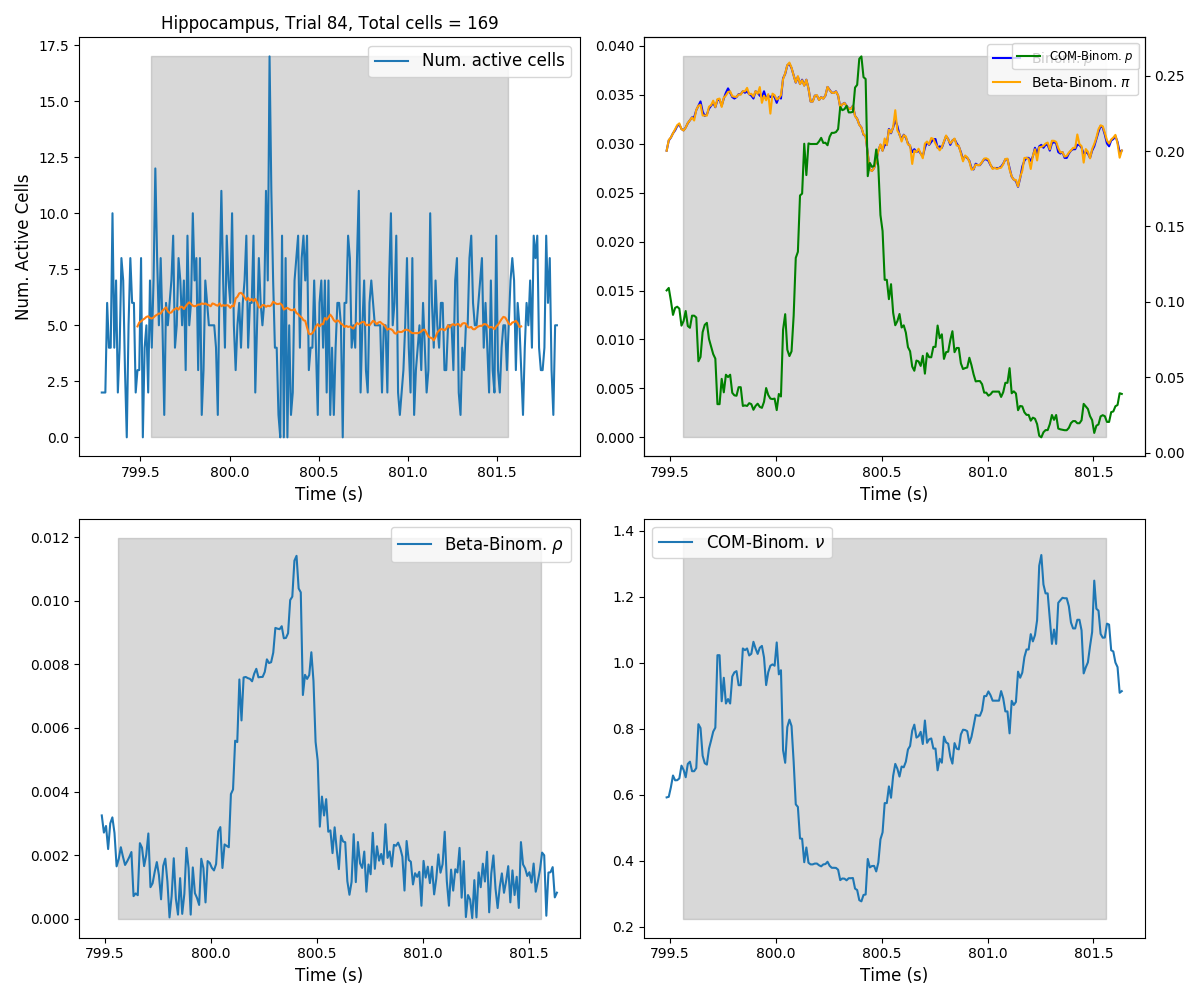 Hippocampus, Trial 84, Total cells = 169
Num. active cells
Num. Active Cells
17.5
15.0
12.5
10.0
7.5
5.0
2.5
0.0
799.5 800.0 800.5 801.0 801.5
Time (s)
COM-Binom. p
Binom. p
Beta-Binom. π
0.040
0.035
0.030
0.025
0.020
0.015
0.010
0.005
0.000
0.25
0.20
0.15
0.10
0.05
0.00
799.5 800.0 800.5 801.0 801.5
Time (s)
Beta-Binom. ρ
0.012
0.010
0.008
0.006
0.004
0.002
0.000
799.5 800.0 800.5 801.0 801.5
Time (s)
COM-Binom. ν
1.4
1.2
1.0
0.8
0.6
0.4
0.2
799.5 800.0 800.5 801.0 801.5
Time (s)